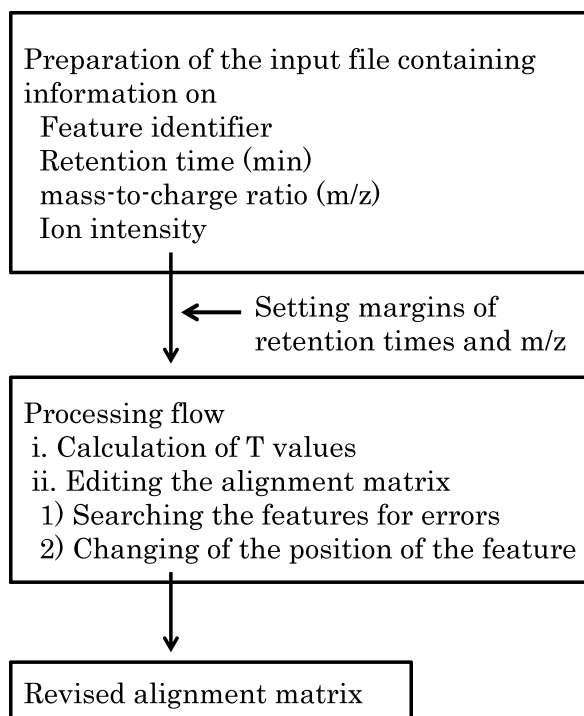 Preparation of the input file containing
information on
Feature identifier
Retention time (min)
mass-to-charge ratio (m/z)
Ion intensity
Setting margins of
retention times and m/z
Processing flow
i. Calculation of T values
ii. Editing the alignment matrix
1) Searching the features for errors
2) Changing of the position of the feature
Revised alignment matrix